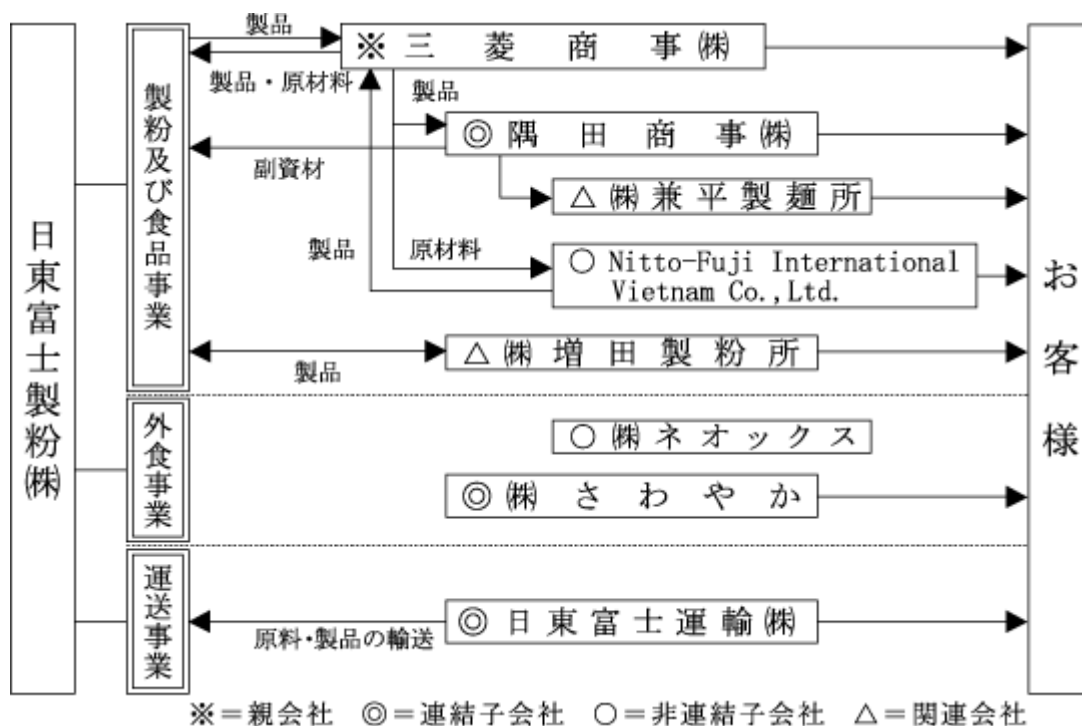 日東富士製粉㈱
製粉及び食品事業
製品
※三菱商事㈱
製品・原材料
製品
◎隅田商事㈱
副資材
△㈱兼平製麺所
製品
原材料
○Nitto-Fuji International
Vietnam Co.,Ltd.
△㈱増田製粉所
製品
外食事業
○㈱ネオックス
◎㈱さわやか
運送事業
◎日東富士運輸㈱
原料・製品の輸送
お客様
※=親会社 ◎=連結子会社 ○=非連結子会社 △=関連会社